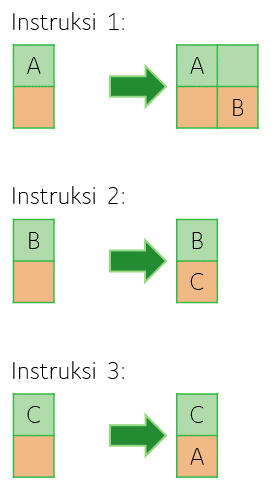 Instruksi 1:
A A
B
Instruksi 2:
B B
C
Instruksi 3:
C C
A